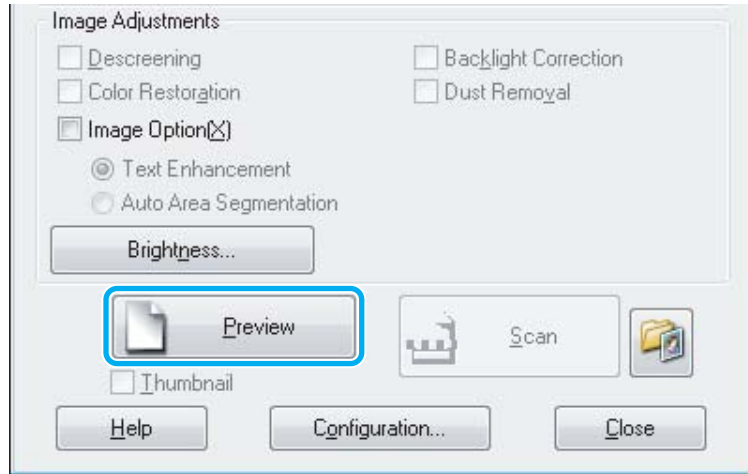 Image Adjustments
Descreening
Backlight Correction
Color Restoration
Dust Removal
Image Option(X)
Text Enhancement
Auto Area Segmentation
Brightness...
Preview
Scan
Thumbnail
Help
Configuration...
Close